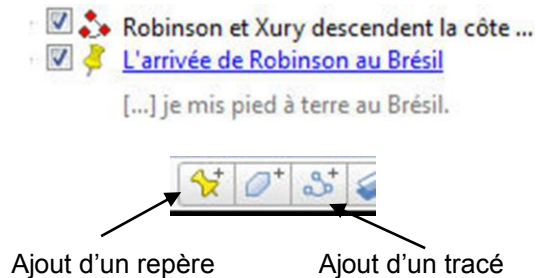 Robinson et Xury descendent la côte ...
L'arrivée de Robinson au Brésil
[...] je mis pied à terre au Brésil.
Ajout d'un repère Ajout d'un tracé